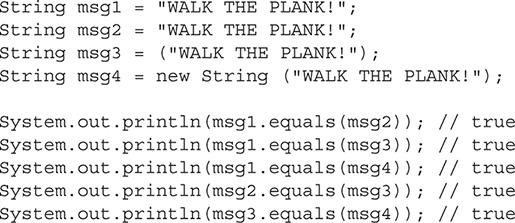 String msg1 = "WALK THE PLANK!";
String msg2 = "WALK THE PLANK!";
String msg3 = ("WALK THE PLANK!");
String msg4 = new String ("WALK THE PLANK!");
System.out.println(msg1.equals(msg2)); // true
System.out.println(msg1.equals(msg3)); // true
System.out.println(msg1.equals(msg4)); // true
System.out.println(msg2.equals(msg3)); // true
System.out.println(msg3.equals(msg4)); // true